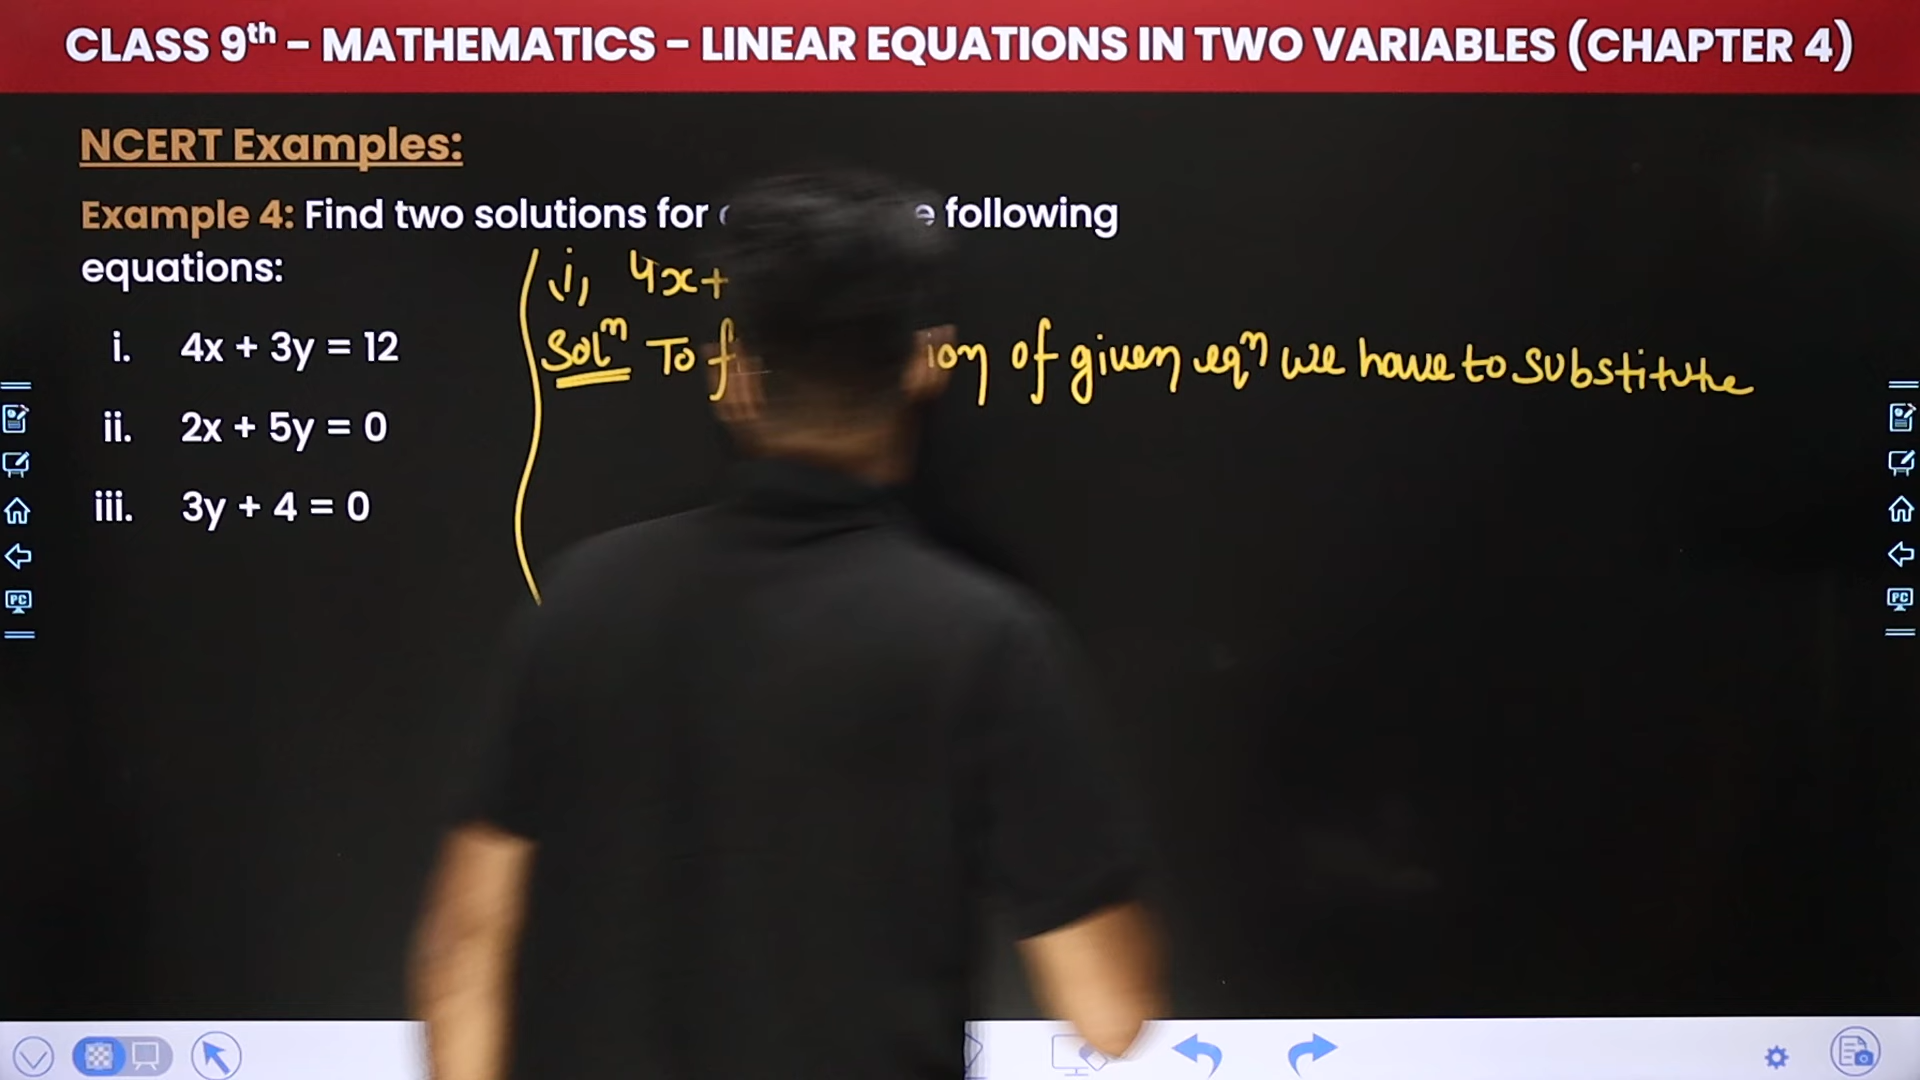 CLASS 9th - MATHEMATICS - LINEAR EQUATIONS IN TWO VARIABLES (CHAPTER 4)
NCERT Examples:
Example 4: Find two solutions for following
equations:
i. 4x + 3y = 12
ii. 2x + 5y = 0
iii. 3y + 4 = 0
(i) 4x+
Solⁿ To of given eqⁿ we have to substitute
PC
PC